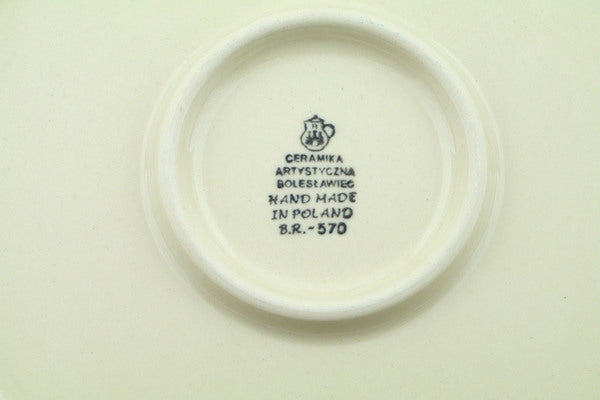 CERAMIKA
ARTYSTYCZNA
BOLESŁAWIEC
HAND MADE
IN POLAND
B.R.-570